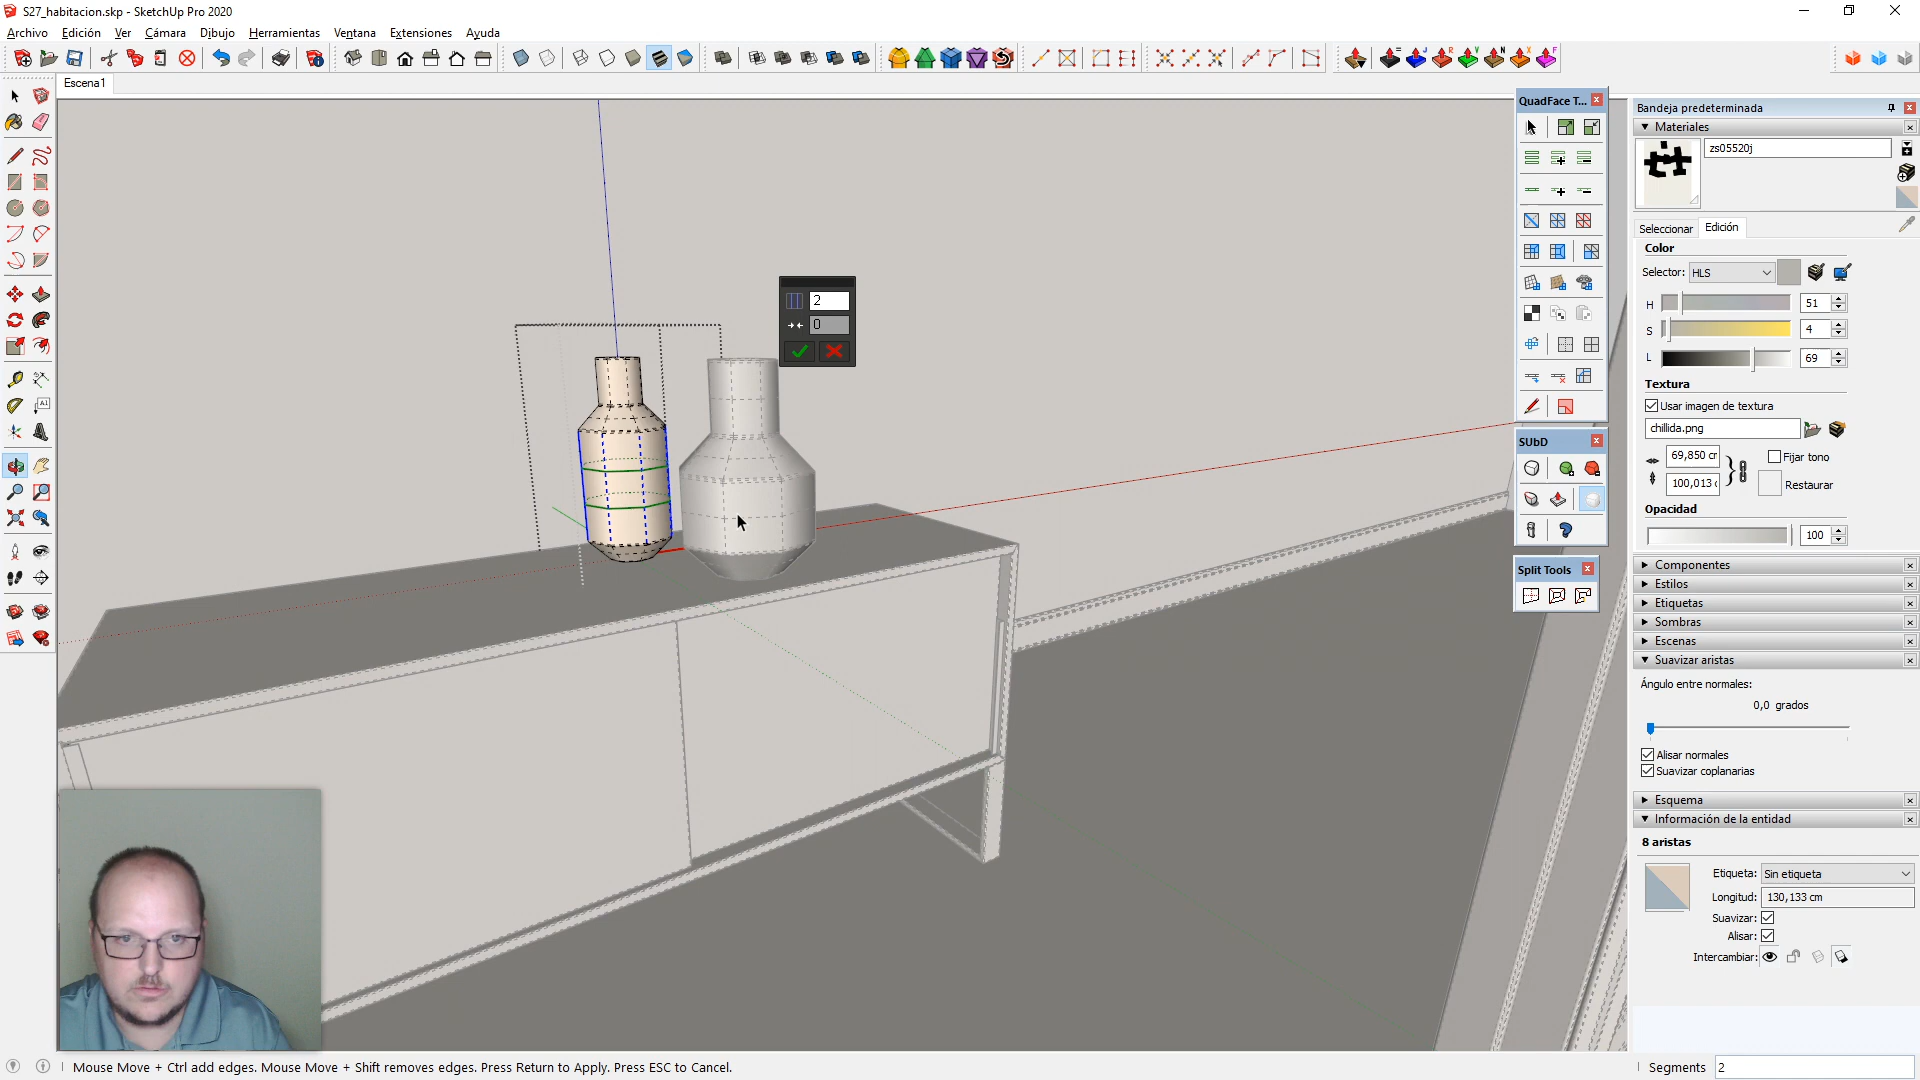 S27_habitacion.skp - SketchUp Pro 2020
Archivo Edición Ver Cámara Dibujo Herramientas Ventana Extensiones Ayuda
Escena1
QuadFace T...
Bandeja predeterminada
Materiales
zs05520j
Seleccionar Edición
Color
Selector: HLS
H 51
S 4
L 69
Textura
Usar imagen de textura
chillida.png
69,850 cr Fijar tono
100,013 Restaurar
Opacidad
100
2
0
SUbD
Split Tools
Componentes
Estilos
Etiquetas
Sombras
Escenas
Suavizar aristas
Ángulo entre normales:
0,0 grados
Alisar normales
Suavizar coplanarias
Esquema
Información de la entidad
8 aristas
Etiqueta: Sin etiqueta
Longitud: 130,133 cm
Suavizar:
Alisar:
Intercambiar:
Mouse Move + Ctrl add edges. Mouse Move + Shift removes edges. Press Return to Apply. Press ESC to Cancel.
Segments 2